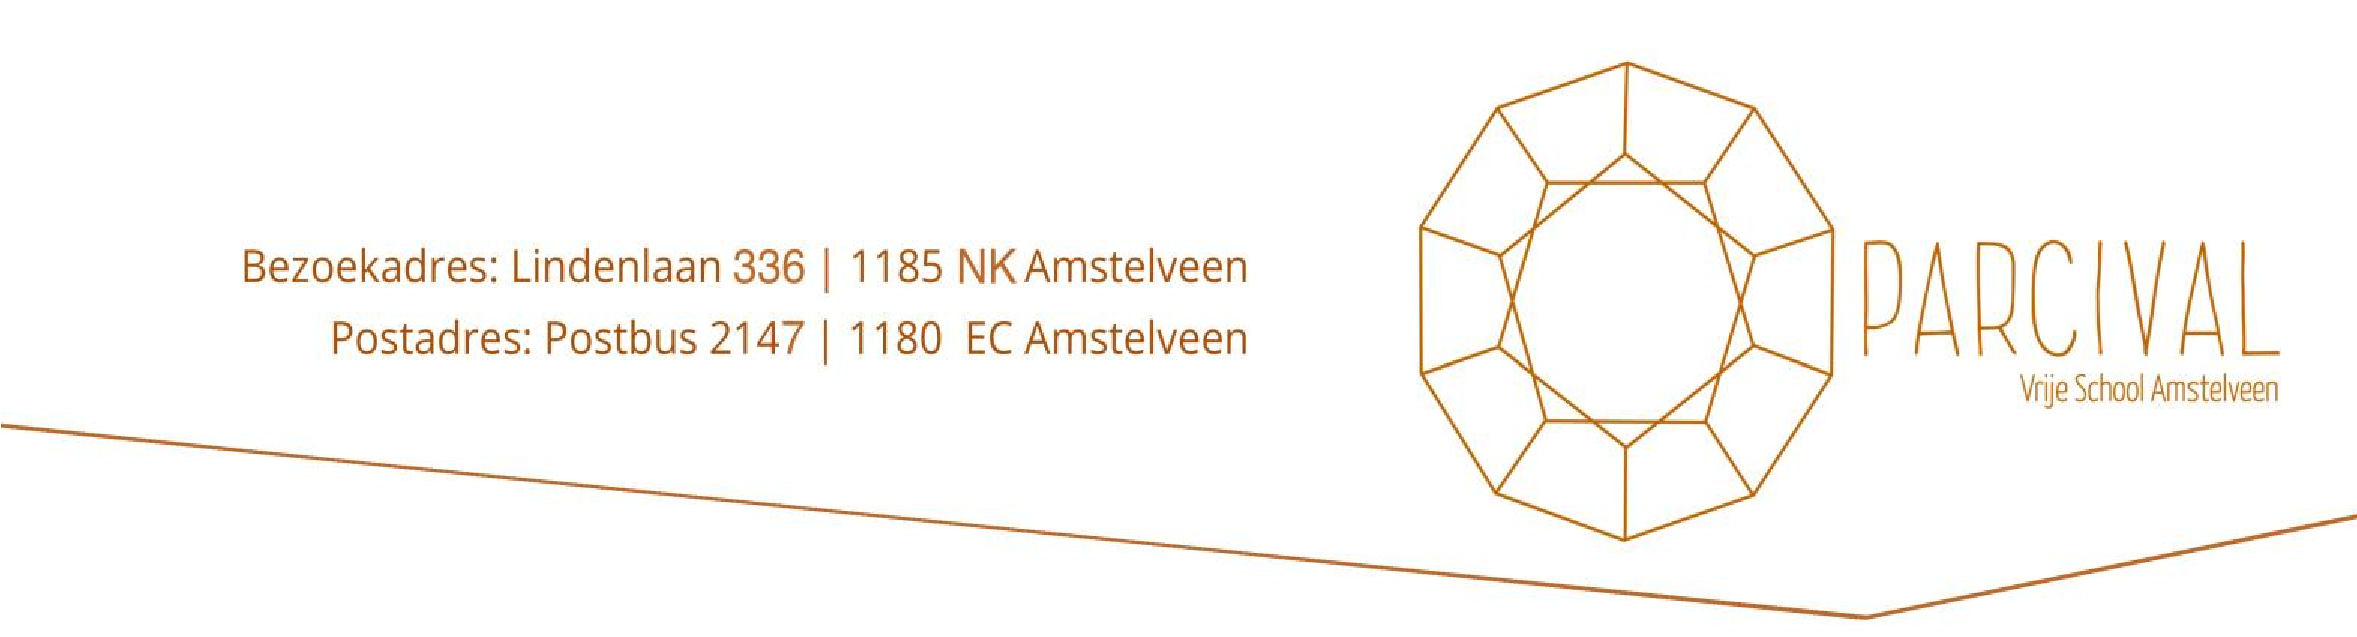 Bezoekadres: Lindenlaan 336 | 1185 NK Amstelveen
Postadres: Postbus 2147 | 1180 EC Amstelveen
PARCIVAL
Vrije School Amstelveen